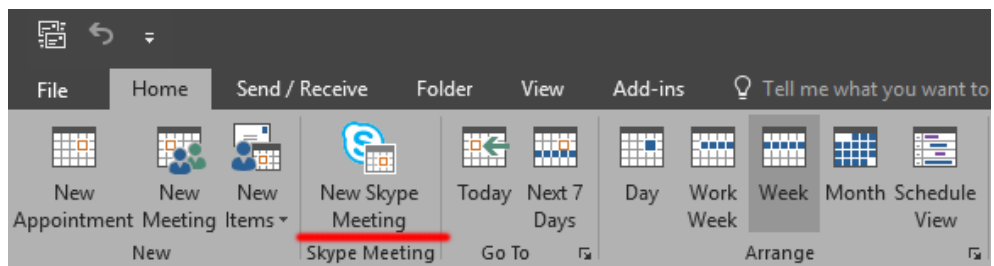 File Home Send / Receive Folder View Add-ins Tell me what you want to
New New New New Skype Today Next 7 Day Work Week Month Schedule
Appointment Meeting Items Meeting Days Week View
New Skype Meeting Go To Arrange